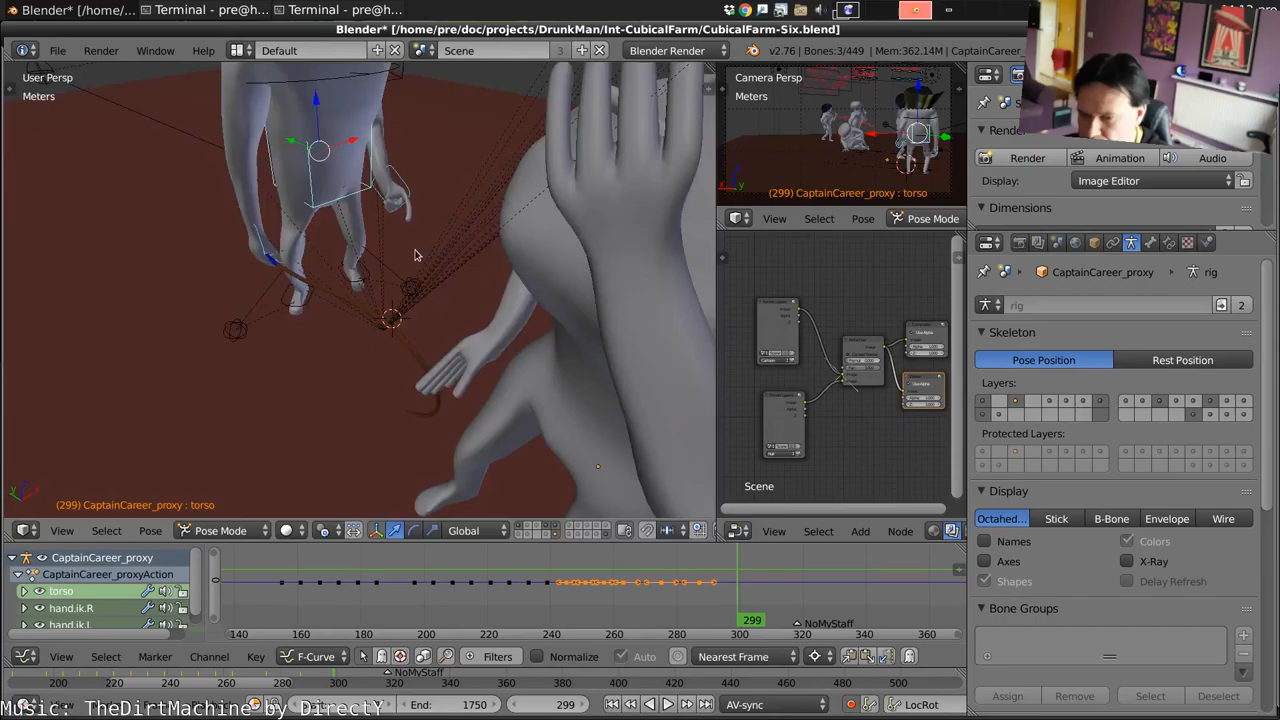 Blender* [/home/pre/doc
Terminal - pre@h...
Terminal - pre@h...
Blender* [/home/pre/doc/projects/DrunkMan/Int-CubicalFarm/CubicalFarm-Six.blend]
File Render Window Help Default Scene 3 Blender Render v2.76 | Bones:3/449 | Mem:362.14M | CaptainCareer
User Persp
Meters
(299) CaptainCareer_proxy : torso
Camera Persp
Meters
(299) CaptainCareer_proxy : torso
View Select Pose Pose Mode
Scene
View Select Add Node
View Select Pose Pose Mode Global
Render Animation Audio
Display: Image Editor
Dimensions
CaptainCareer_proxy rig
rig 2
Skeleton
Pose Position Rest Position
Layers:
Protected Layers:
Display
Octahed... Stick B-Bone Envelope Wire
Names Colors
Axes X-Ray
Shapes Delay Refresh
Bone Groups
Assign Remove Select Deselect
CaptainCareer_proxy
CaptainCareer_proxyAction
torso
hand.ik.R
hand.ik.L
0
299
NoMyStaff
140 160 180 200 220 240 260 280 300 320 340 360
View Select Marker Channel Key F-Curve Filters Normalize Auto Nearest Frame
NoMyStaff
200 220 240 260 280 300 320 340 360 380 400 420 440 460 480 500
End: 1750 299 AV-sync LocRot
Music: TheDirtMachine by DirectY